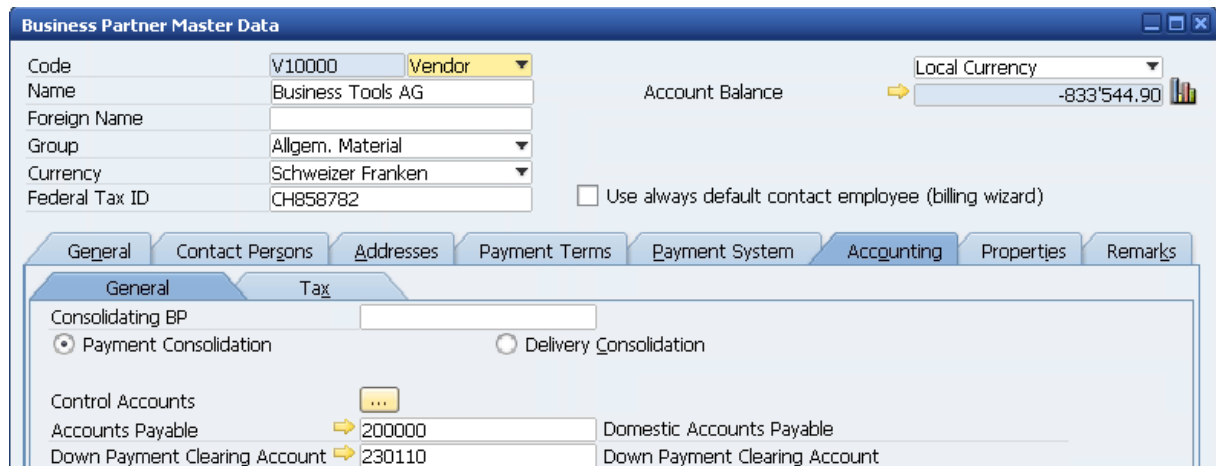 Business Partner Master Data
Code V10000 Vendor Local Currency
Name Business Tools AG Account Balance -833'544.90
Foreign Name
Group Allgem. Material
Currency Schweizer Franken
Federal Tax ID CH858782 Use always default contact employee (billing wizard)
General Contact Persons Addresses Payment Terms Payment System Accounting Properties Remarks
General Tax
Consolidating BP
Payment Consolidation Delivery Consolidation
Control Accounts ...
Accounts Payable 200000 Domestic Accounts Payable
Down Payment Clearing Account 230110 Down Payment Clearing Account